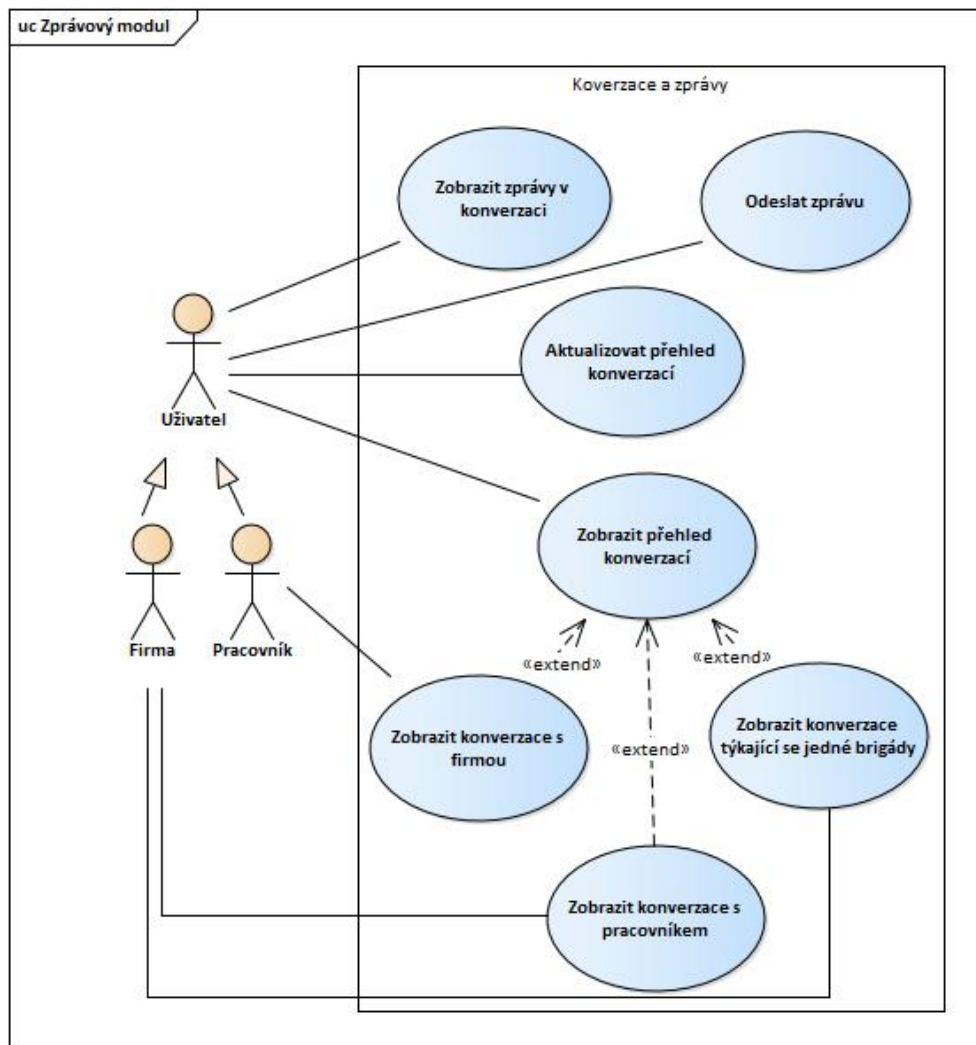 uc Zprávový modul
Koverzace a zprávy
Zobrazit zprávy v
konverzaci
Odeslat zprávu
Aktualizovat přehled
konverzací
Uživatel
Zobrazit přehled
konverzací
Firma
Pracovník
«extend»
«extend»
Zobrazit konverzace s
firmou
«extend»
Zobrazit konverzace
týkající se jedné brigády
Zobrazit konverzace s
pracovníkem